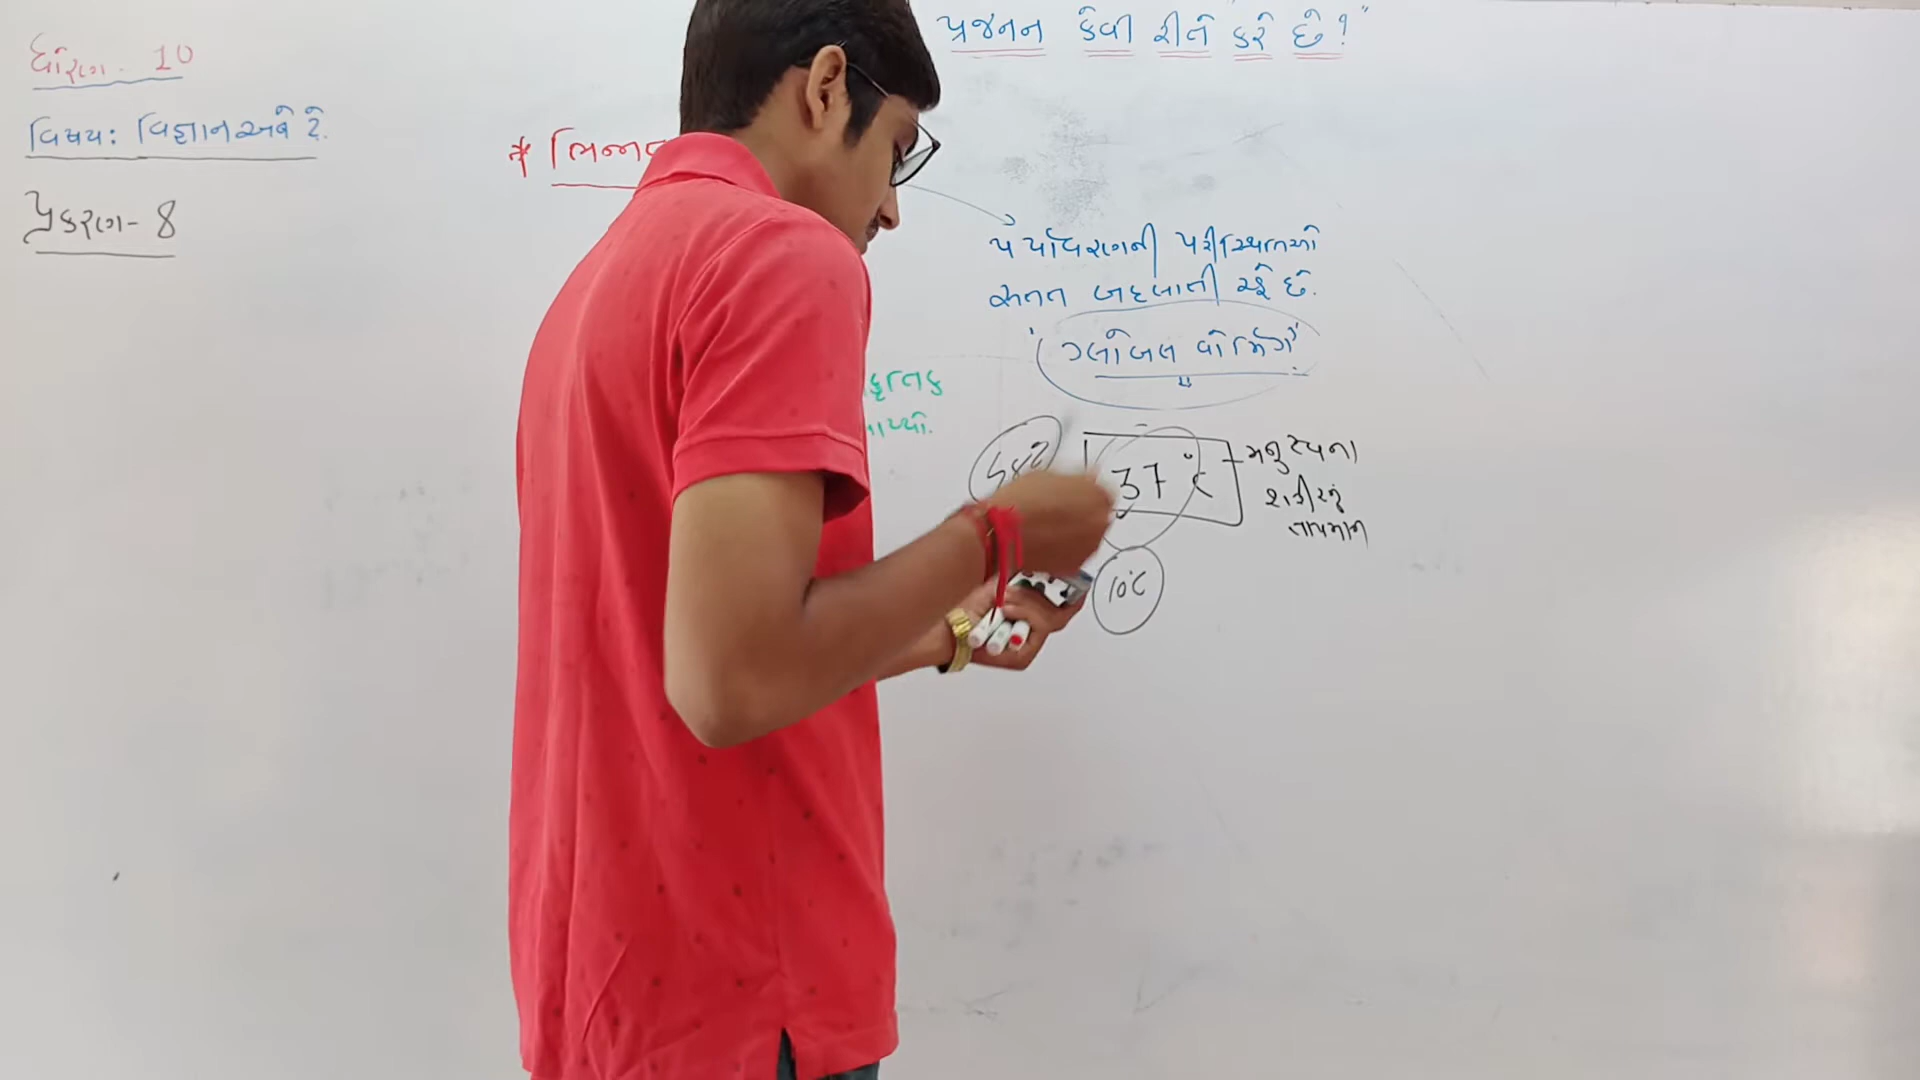 પ્રજનન કેવી રીતે કરે છે?"
ધોરણ. 10
વિષય: વિજ્ઞાન અને ટે.
પ્રકરણ- 8
*
પર્યાવરણની પરીસ્થિતિઓ
સતત બદલાતી રહે છે.
'ગ્લોબલ વોર્મિંગ'
37 °C
મનુષ્યના
શરીરનું
તાપમાન
10°C